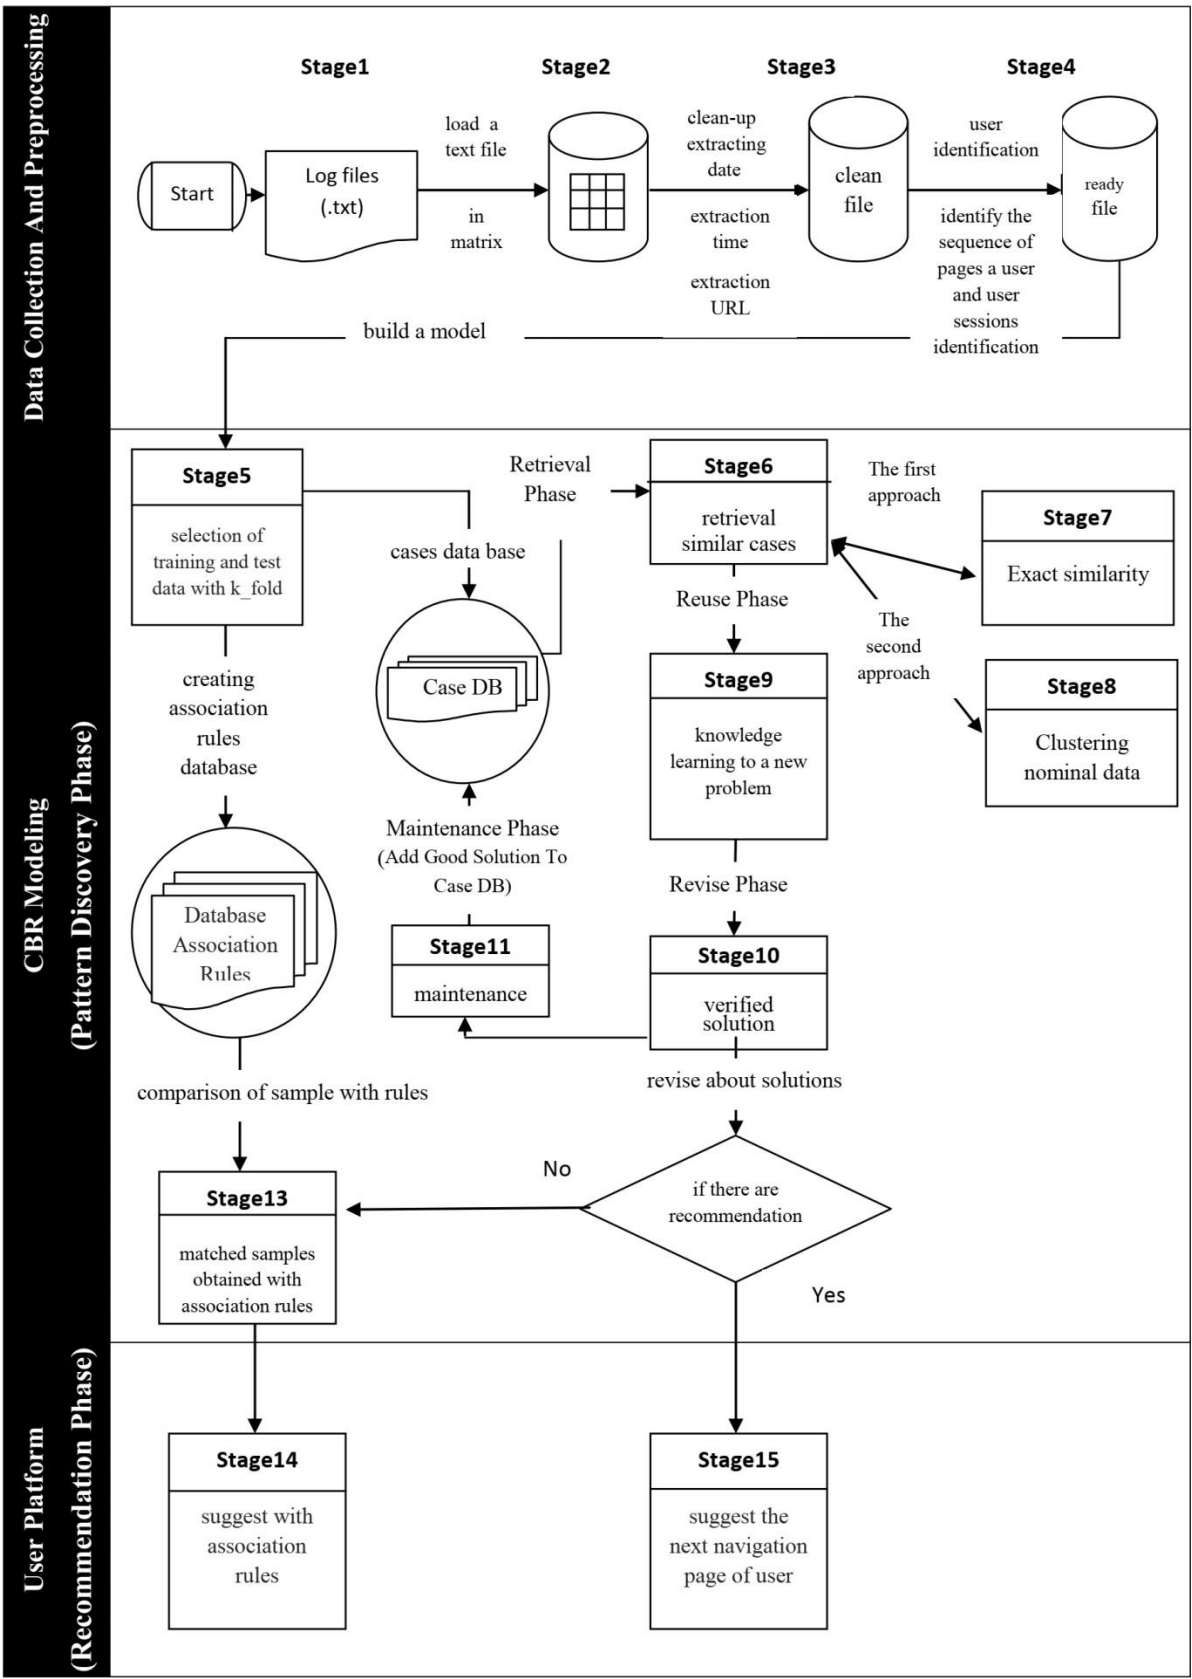 Data Collection And Preprocessing
Stage1
Stage2
Stage3
Stage4
Start
Log files
(.txt)
load a
text file
in
matrix
clean-up
extracting
date
extraction
time
extraction
URL
clean
file
user
identification
identify the
sequence of
pages a user
and user
sessions
identification
ready
file
build a model
CBR Modeling
(Pattern Discovery Phase)
Stage5
selection of
training and test
data with k_fold
cases data base
Case DB
Retrieval
Phase
Stage6
retrieval
similar cases
The first
approach
Stage7
Exact similarity
The
second
approach
Stage8
Clustering
nominal data
Reuse Phase
Stage9
knowledge
learning to a new
problem
Revise Phase
Stage10
verified
solution
creating
association
rules
database
Database
Association
Rules
Maintenance Phase
(Add Good Solution To
Case DB)
Stage11
maintenance
comparison of sample with rules
revise about solutions
if there are
recommendation
No
Yes
Stage13
matched samples
obtained with
association rules
User Platform
(Recommendation Phase)
Stage14
suggest with
association
rules
Stage15
suggest the
next navigation
page of user